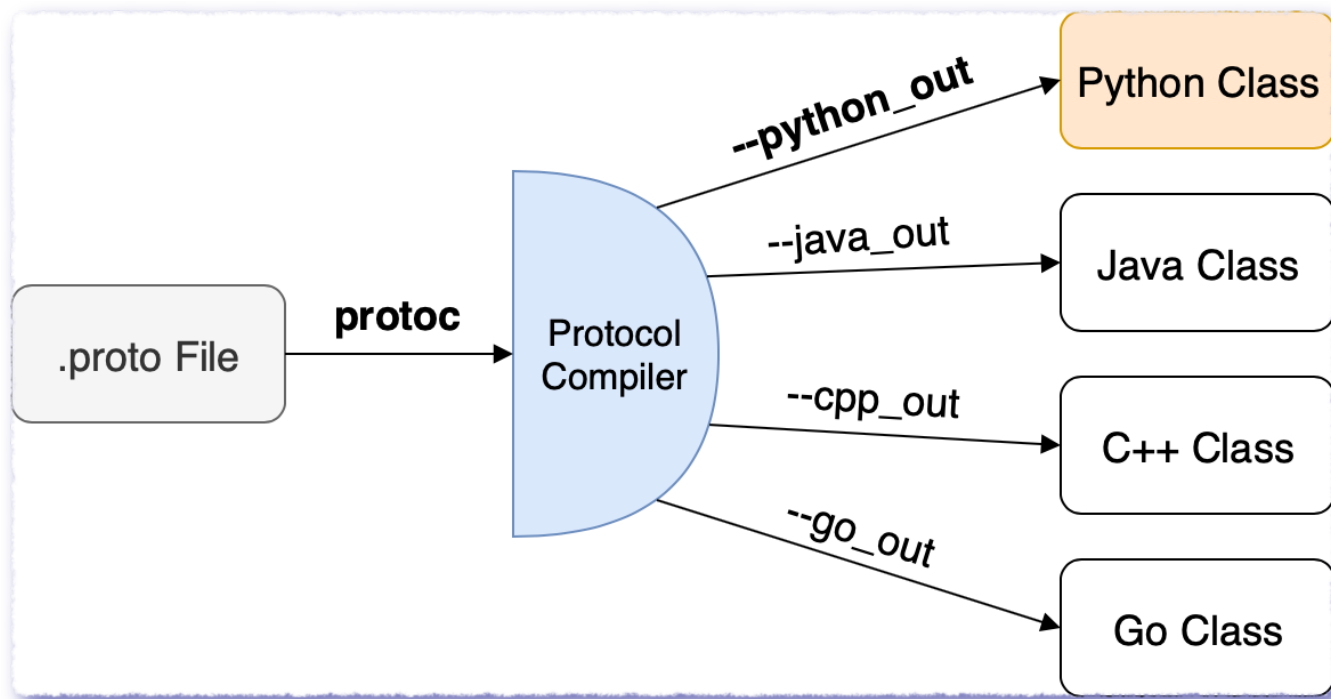 .proto File
protoc
Protocol
Compiler
--python_out
Python Class
--java_out
Java Class
--cpp_out
C++ Class
--go_out
Go Class